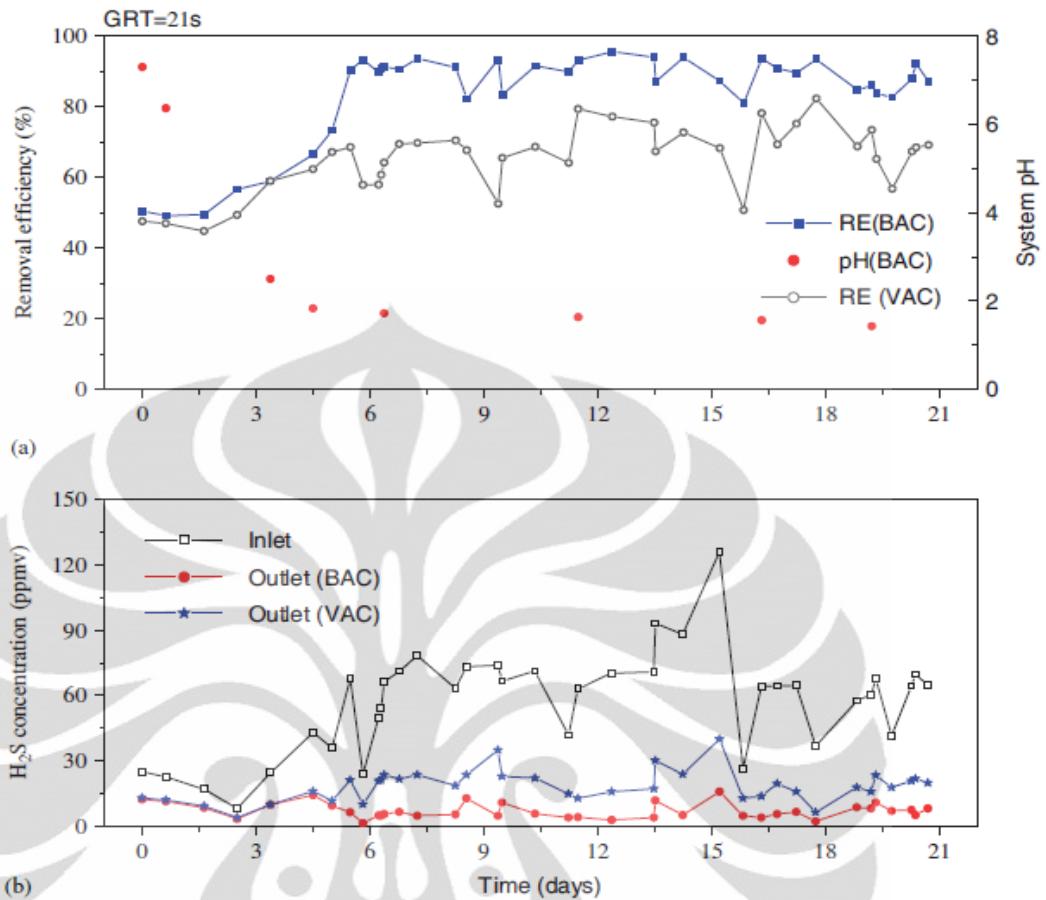 GRT=21s
100
80
60
40
20
0
Removal efficiency (%)
8
6
4
2
0
System pH
RE(BAC)
pH(BAC)
RE (VAC)
0 3 6 9 12 15 18 21
(a)
150
120
90
60
30
0
H₂S concentration (ppmv)
Inlet
Outlet (BAC)
Outlet (VAC)
0 3 6 9 12 15 18 21
(b)
Time (days)